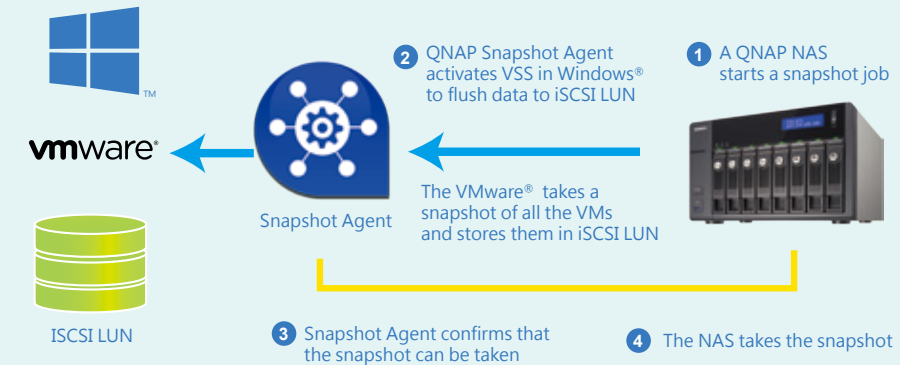 TM
vmware®
ISCSI LUN
Snapshot Agent
2 QNAP Snapshot Agent
activates VSS in Windows®
to flush data to iSCSI LUN
The VMware® takes a
snapshot of all the VMs
and stores them in iSCSI LUN
1 A QNAP NAS
starts a snapshot job
3 Snapshot Agent confirms that
the snapshot can be taken
4 The NAS takes the snapshot